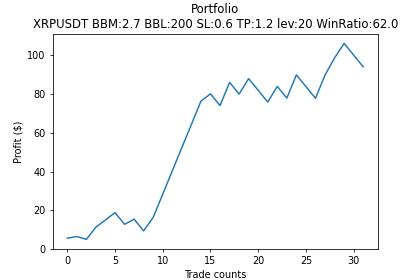 Portfolio
XRPUSDT BBM:2.7 BBL:200 SL:0.6 TP:1.2 lev:20 WinRatio:62.0
100
80
60
40
20
0
Profit ($)
0 5 10 15 20 25 30
Trade counts